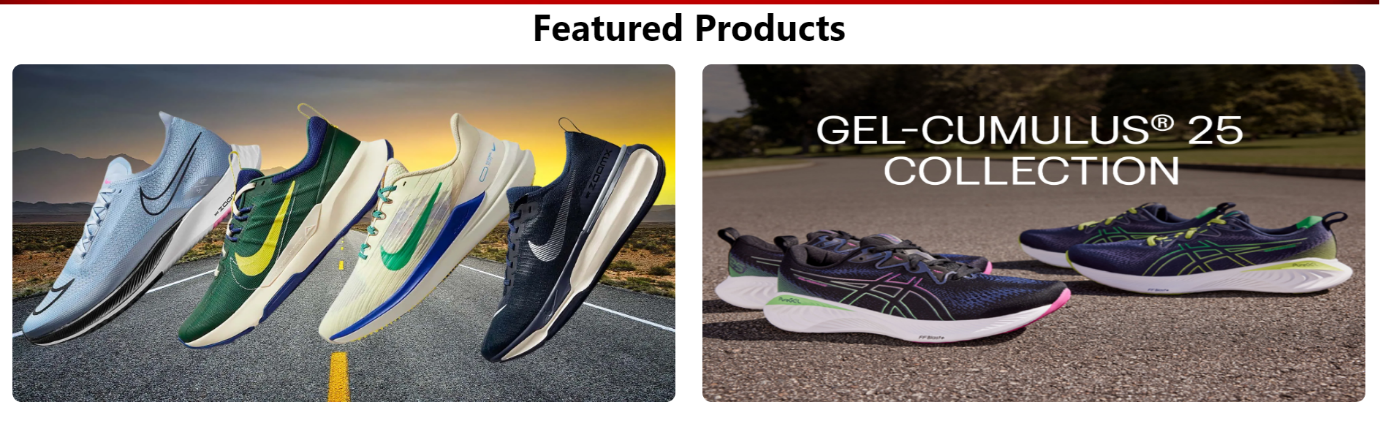 Featured Products
GEL-CUMULUS® 25
COLLECTION